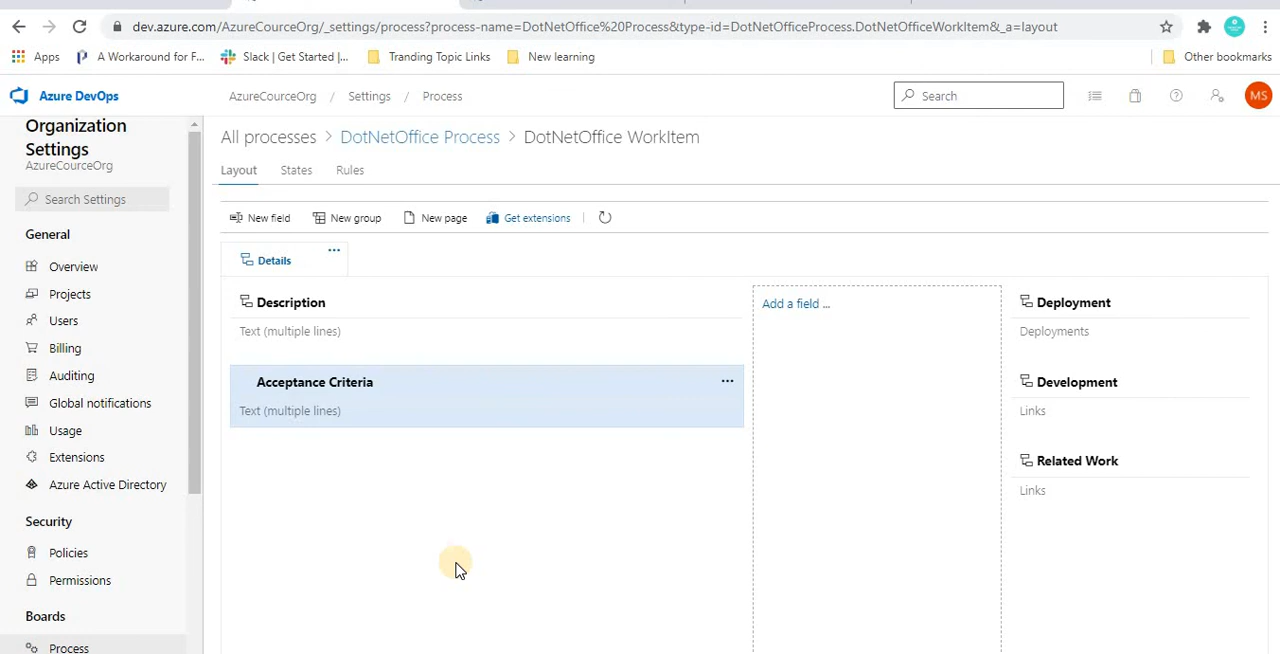 dev.azure.com/AzureCourceOrg/_settings/process?process-name=DotNetOffice%20Process&type-id=DotNetOfficeProcess.DotNetOfficeWorkItem&_a=layout
Apps
A Workaround for F...
Slack | Get Started |...
Tranding Topic Links
New learning
Other bookmarks
Azure DevOps
AzureCourceOrg / Settings / Process
Search
MS
Organization
Settings
AzureCourceOrg
Search Settings
General
Overview
Projects
Users
Billing
Auditing
Global notifications
Usage
Extensions
Azure Active Directory
Security
Policies
Permissions
Boards
Process
All processes > DotNetOffice Process > DotNetOffice WorkItem
Layout
States
Rules
New field
New group
New page
Get extensions
Details
Description
Text (multiple lines)
Acceptance Criteria
Text (multiple lines)
Add a field ...
Deployment
Deployments
Development
Links
Related Work
Links